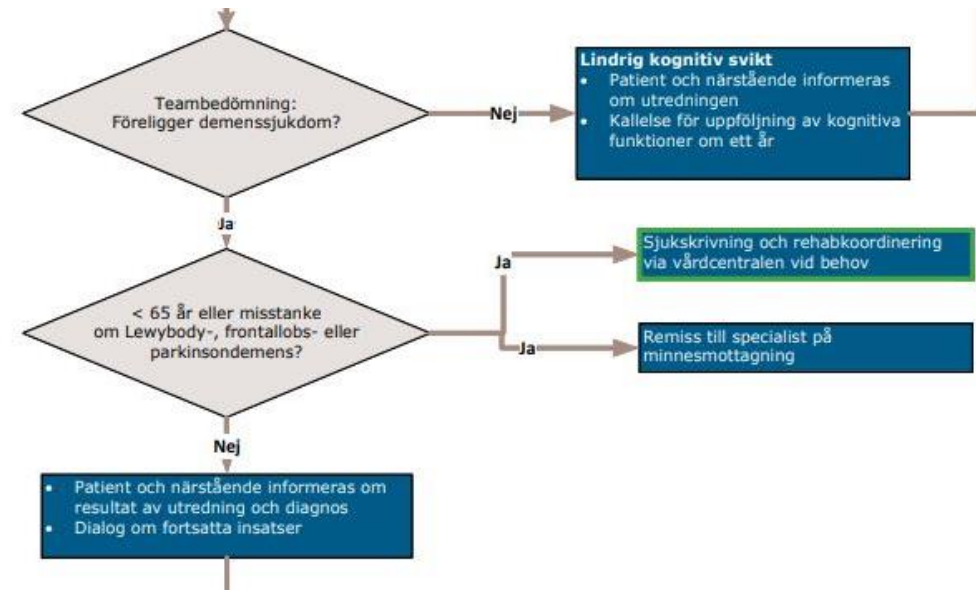 Teambedömning:
Föreligger demenssjukdom?
Nej
Lindrig kognitiv svikt
• Patient och närstående informeras
om utredningen
• Kallelse för uppföljning av kognitiva
funktioner om ett år
Ja
< 65 år eller misstanke
om Lewybody-, frontallobs- eller
parkinsondemens?
Ja
Sjukskrivning och rehabkoordinering
via vårdcentralen vid behov
Ja
Remiss till specialist på
minnesmottagning
Nej
• Patient och närstående informeras om
resultat av utredning och diagnos
• Dialog om fortsatta insatser